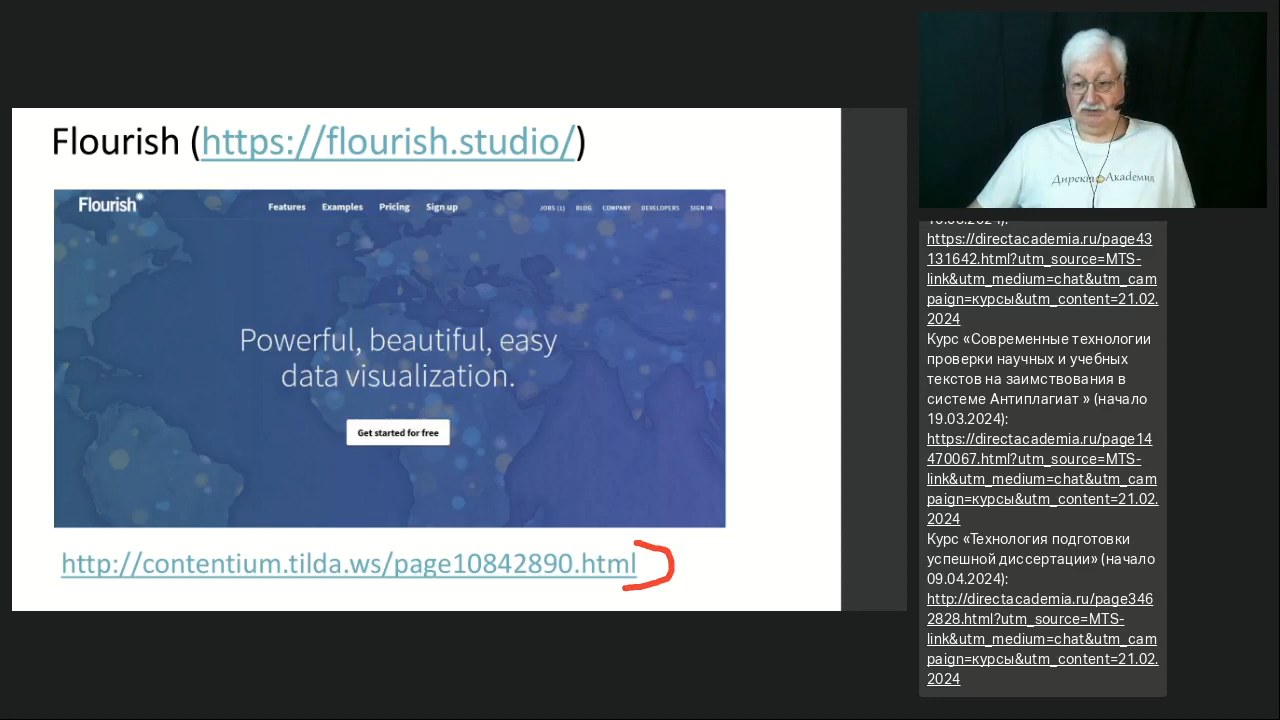 Flourish (https://flourish.studio/)
Flourish
Features Examples Pricing Sign up JOBS (1) BLOG COMPANY DEVELOPERS SIGN IN
Powerful, beautiful, easy
data visualization.
Get started for free
http://contentium.tilda.ws/page10842890.html
Директ Академия
https://directacademia.ru/page43
131642.html?utm_source=MTS-
link&utm_medium=chat&utm_cam
paign=курсы&utm_content=21.02.
2024
Курс «Современные технологии
проверки научных и учебных
текстов на заимствования в
системе Антиплагиат » (начало
19.03.2024):
https://directacademia.ru/page14
470067.html?utm_source=MTS-
link&utm_medium=chat&utm_cam
paign=курсы&utm_content=21.02.
2024
Курс «Технология подготовки
успешной диссертации» (начало
09.04.2024):
http://directacademia.ru/page346
2828.html?utm_source=MTS-
link&utm_medium=chat&utm_cam
paign=курсы&utm_content=21.02.
2024